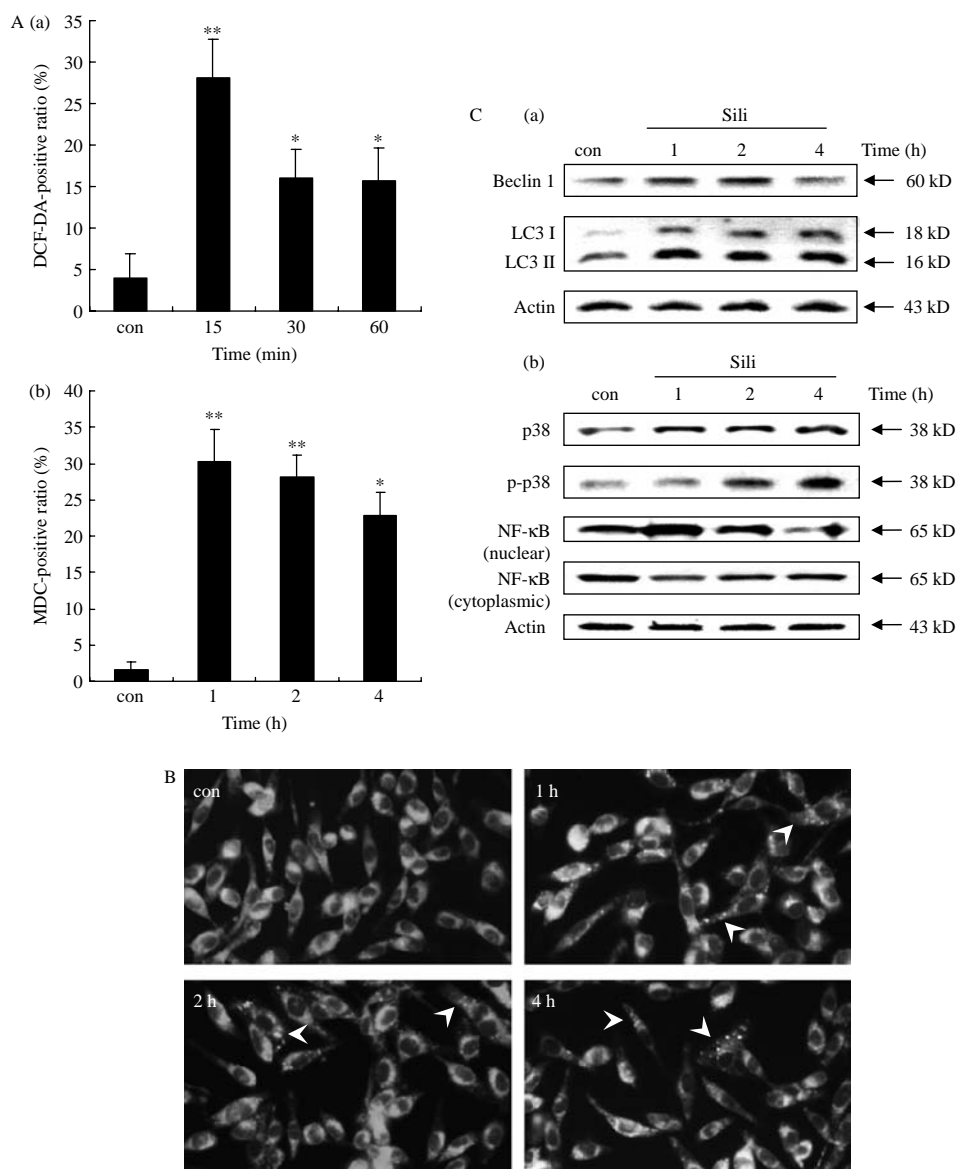 A (a)
DCF-DA-positive ratio (%)
35
30
25
20
15
10
5
0
**
*
*
con 15 30 60
Time (min)
(b)
MDC-positive ratio (%)
40
35
30
25
20
15
10
5
0
**
**
*
con 1 2 4
Time (h)
C (a)
Sili
con 1 2 4 Time (h)
Beclin 1 60 kD
LC3 I 18 kD
LC3 II 16 kD
Actin 43 kD
(b)
Sili
con 1 2 4 Time (h)
p38 38 kD
p-p38 38 kD
NF-κB 65 kD
(nuclear)
NF-κB 65 kD
(cytoplasmic)
Actin 43 kD
B
con
1 h
2 h
4 h